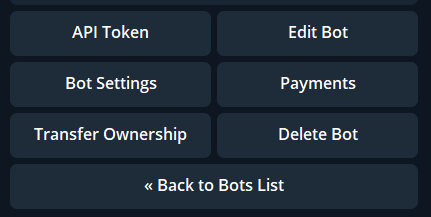 API Token
Edit Bot
Bot Settings
Payments
Transfer Ownership
Delete Bot
« Back to Bots List